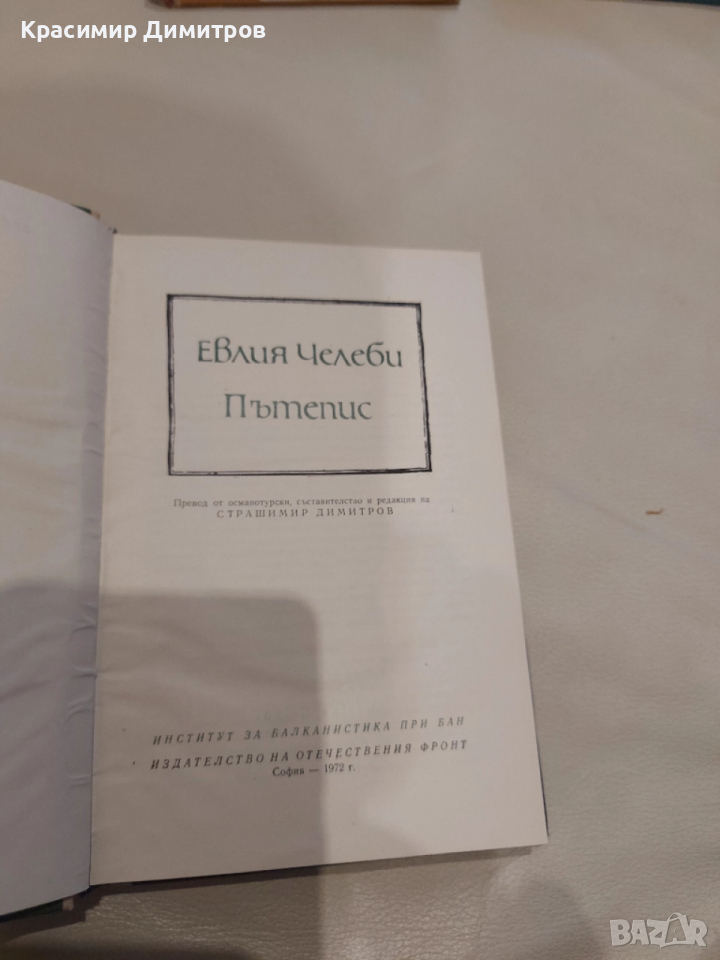 Красимир Димитров
Евлия Челеби
Пътепис
Превод от османотурски, съставителство и редакция на
СТРАШИМИР ДИМИТРОВ
ИНСТИТУТ ЗА БАЛКАНИСТИКА ПРИ БАН
ИЗДАТЕЛСТВО НА ОТЕЧЕСТВЕНИЯ ФРОНТ
София — 1972 г.
BAZAR